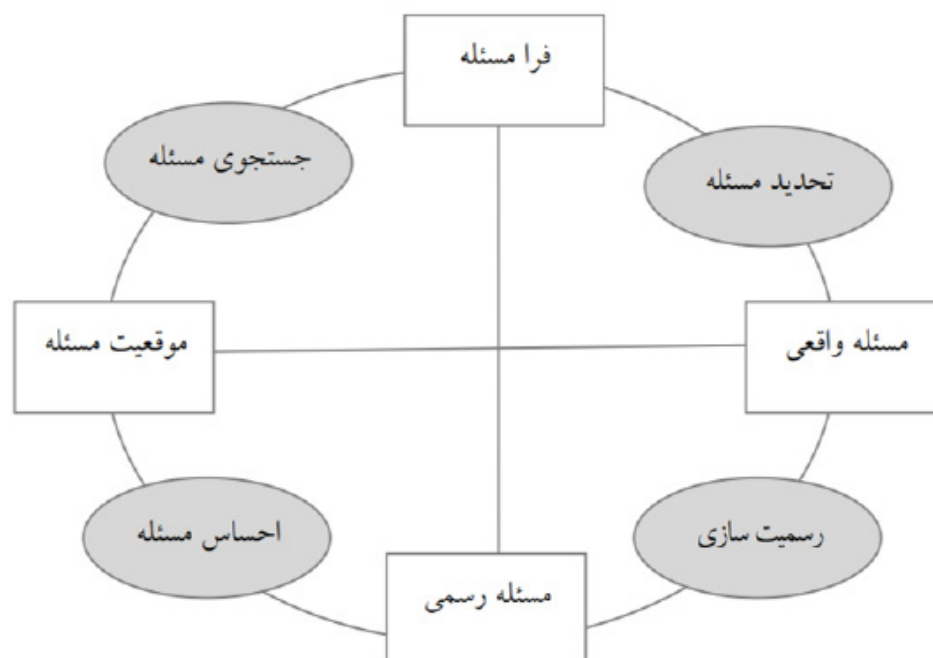 فرا مسئله
جستجوی مسئله
تحدید مسئله
موقعیت مسئله
مسئله واقعی
احساس مسئله
رسمیت سازی
مسئله رسمی